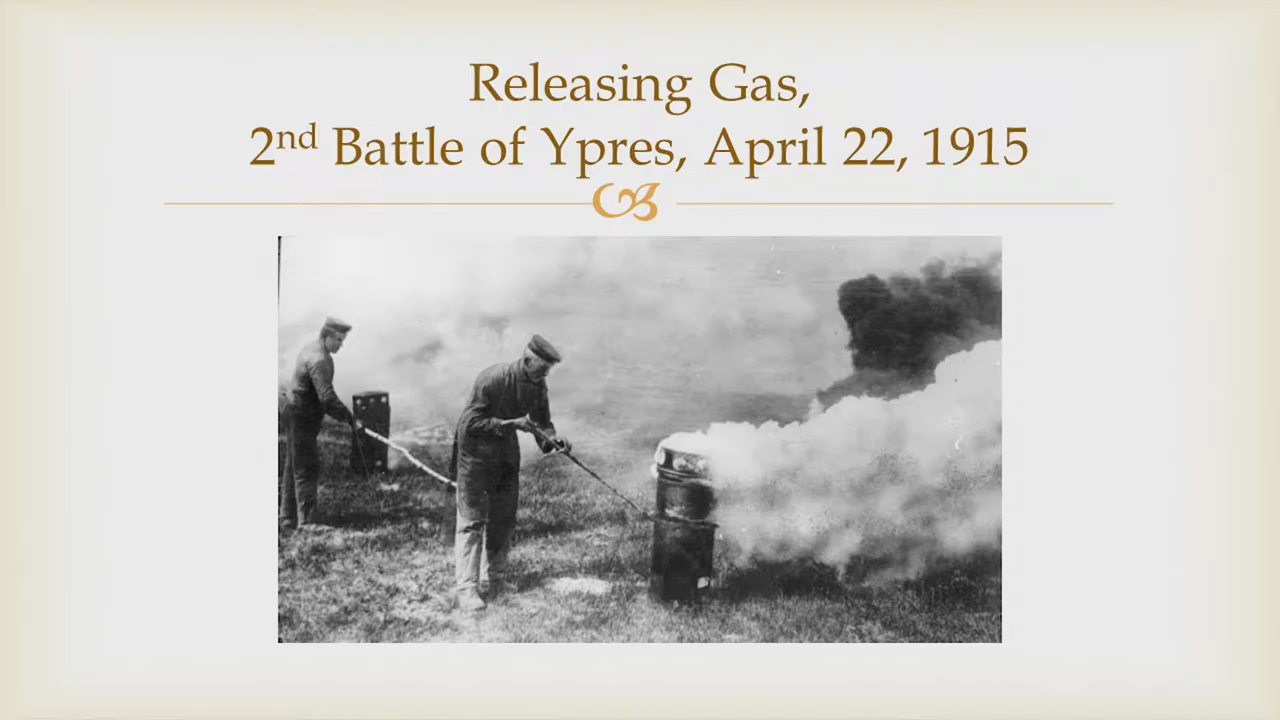 Releasing Gas,
2nd Battle of Ypres, April 22, 1915